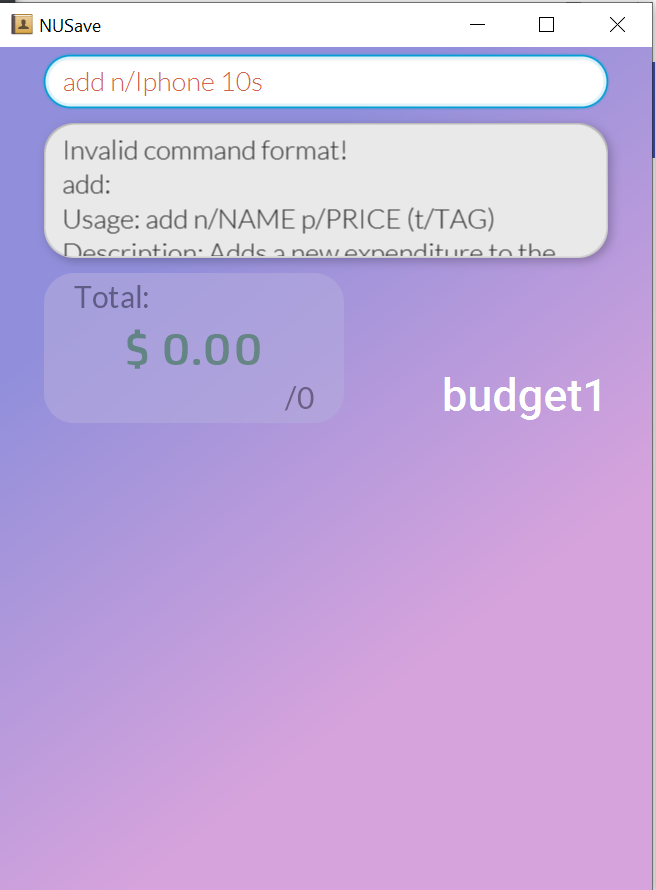 NUSave
add n/Iphone 10s
Invalid command format!
add:
Usage: add n/NAME p/PRICE (t/TAG)
Description: Adds a new expenditure to the
Total:
$ 0.00
/0
budget1